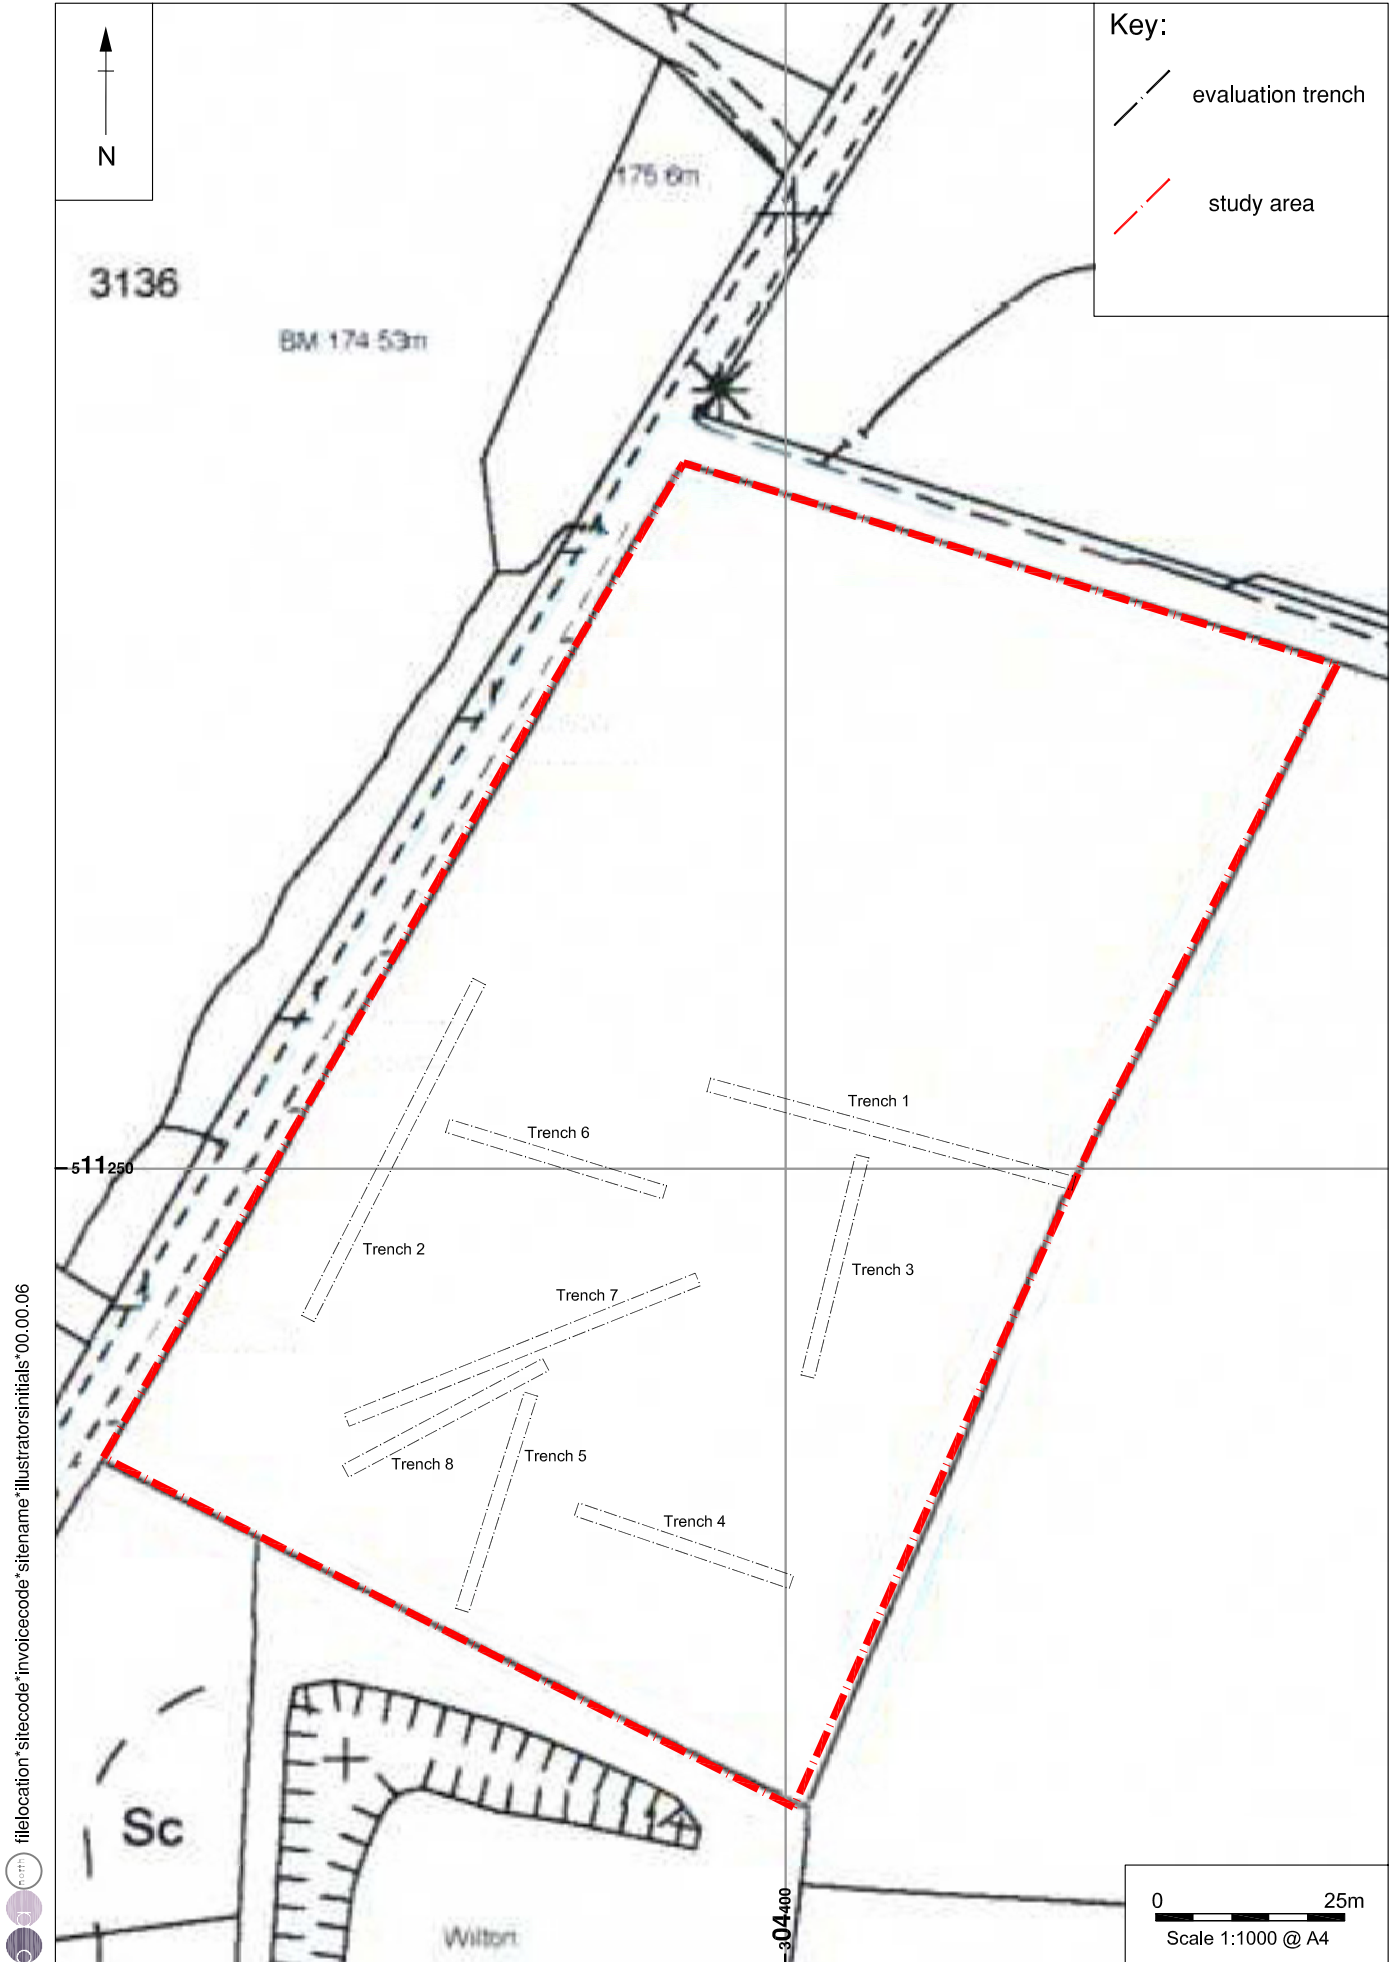 N
Key:
evaluation trench
study area
175 6m
3136
BM 174 53m
Trench 1
Trench 6
511250
Trench 2
Trench 3
Trench 7
Trench 5
Trench 8
Trench 4
Sc
Wilton
304400
0 25m
Scale 1:1000 @ A4
filelocation*sitecode*invoicecode*sitename*illustratorsinitials*00.00.06
north